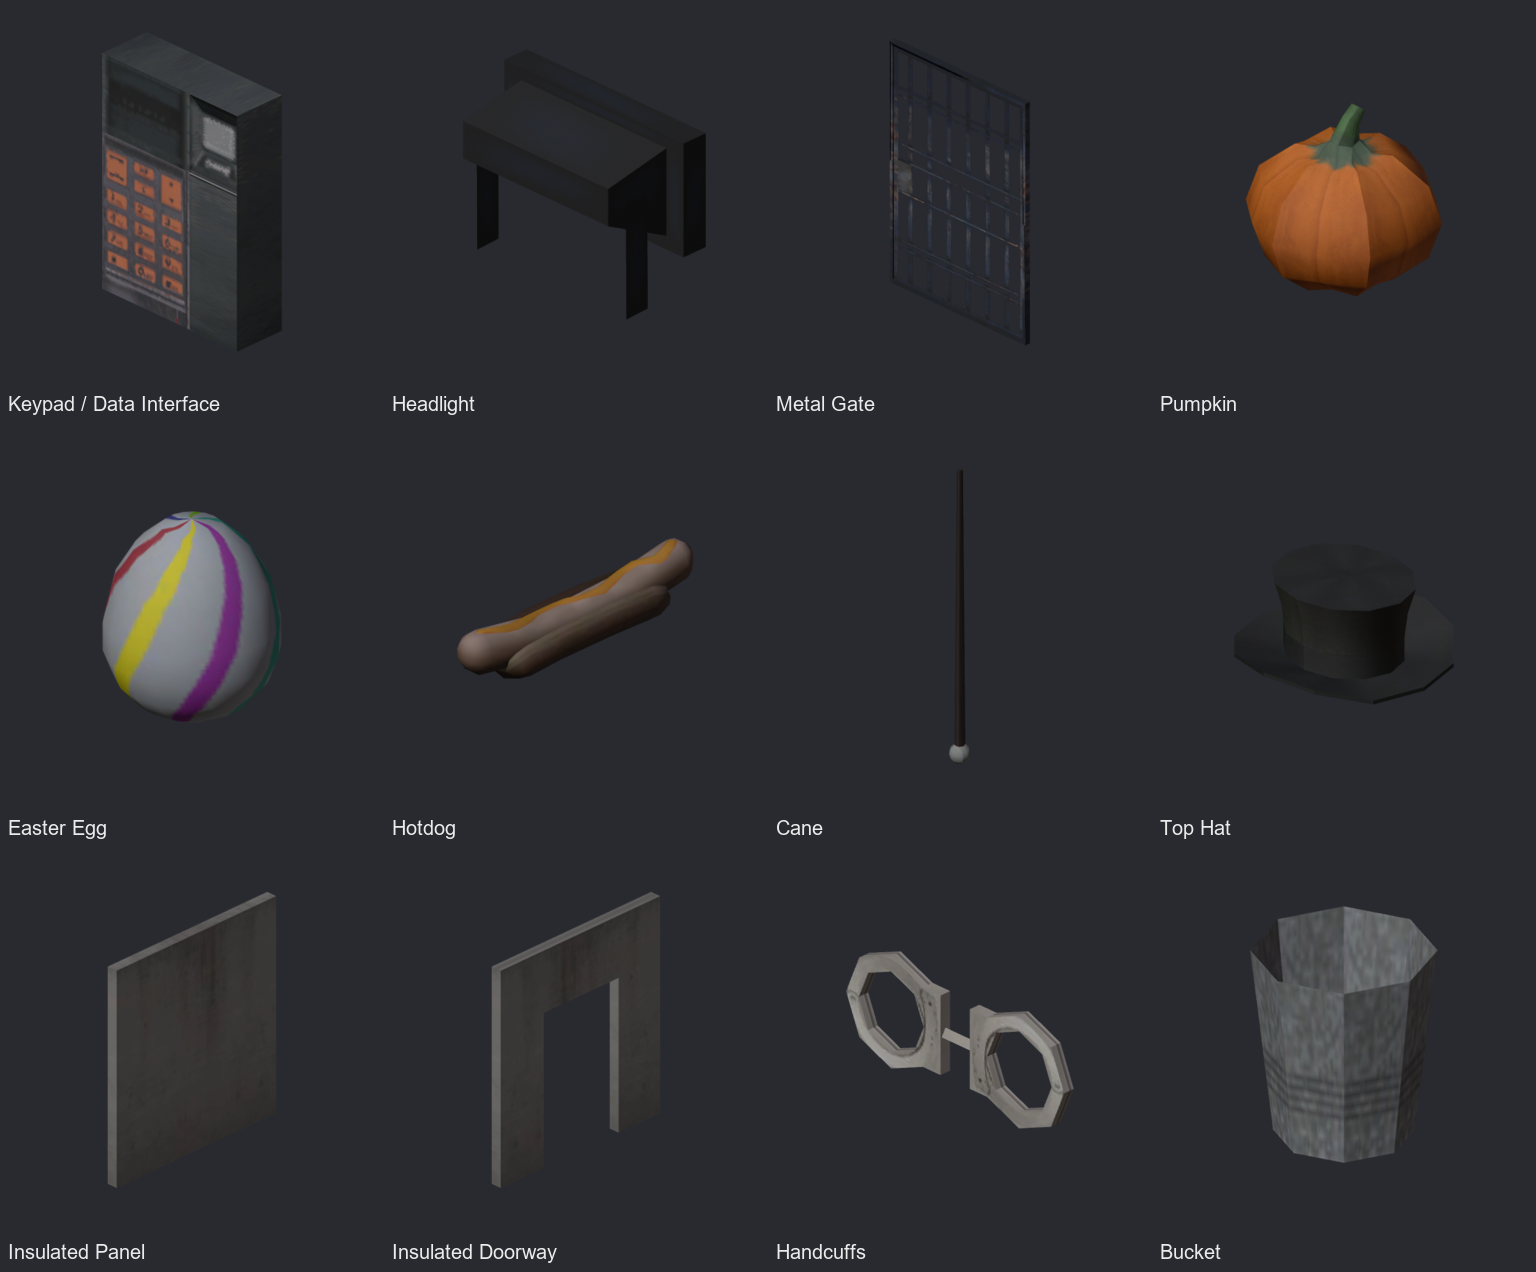 Keypad / Data Interface
Headlight
Metal Gate
Pumpkin
Easter Egg
Hotdog
Cane
Top Hat
Insulated Panel
Insulated Doorway
Handcuffs
Bucket